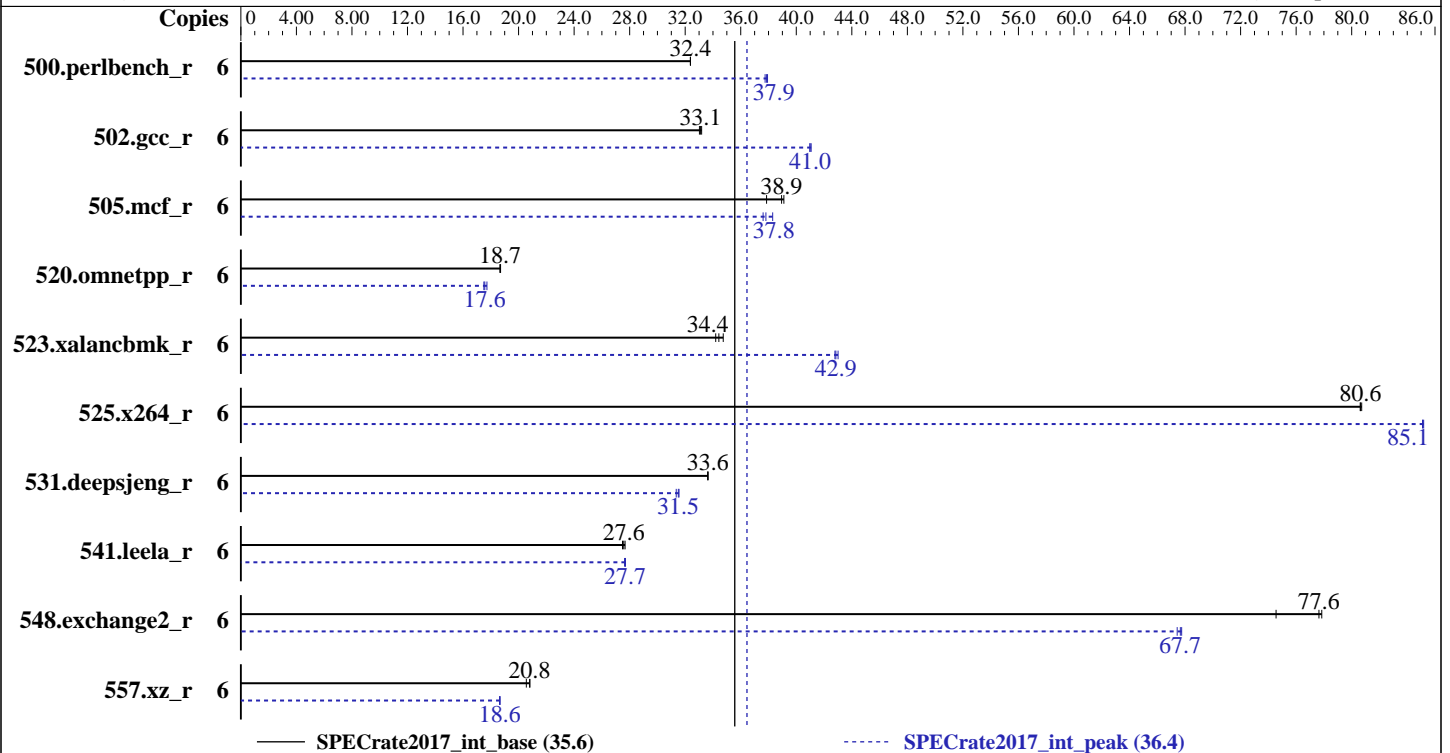 Copies 0 4.00 8.00 12.0 16.0 20.0 24.0 28.0 32.0 36.0 40.0 44.0 48.0 52.0 56.0 60.0 64.0 68.0 72.0 76.0 80.0 86.0
32.4
500.perlbench_r 6
37.9
33.1
502.gcc_r 6
41.0
38.9
505.mcf_r 6
37.8
18.7
520.omnetpp_r 6
17.6
34.4
523.xalancbmk_r 6
42.9
80.6
525.x264_r 6
85.1
33.6
531.deepsjeng_r 6
31.5
27.6
541.leela_r 6
27.7
77.6
548.exchange2_r 6
67.7
20.8
557.xz_r 6
18.6
SPECrate2017_int_base (35.6) SPECrate2017_int_peak (36.4)